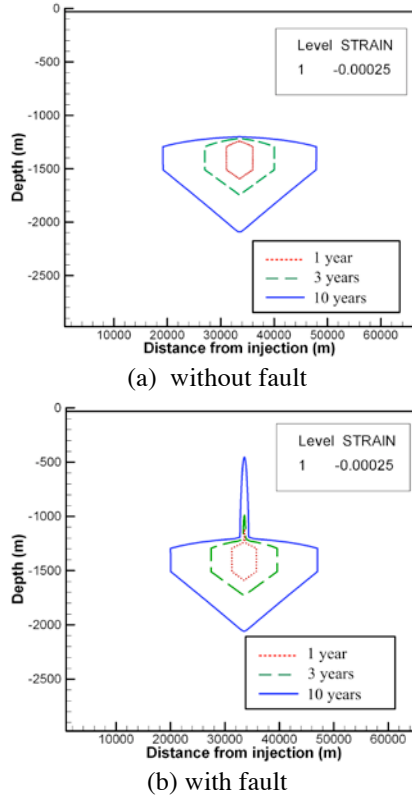 0
-500
-1000
-1500
-2000
-2500
Depth (m)
Level STRAIN
1 -0.00025
1 year
3 years
10 years
10000 20000 30000 40000 50000 60000
Distance from injection (m)
(a) without fault
0
-500
-1000
-1500
-2000
-2500
Depth (m)
Level STRAIN
1 -0.00025
1 year
3 years
10 years
10000 20000 30000 40000 50000 60000
Distance from injection (m)
(b) with fault